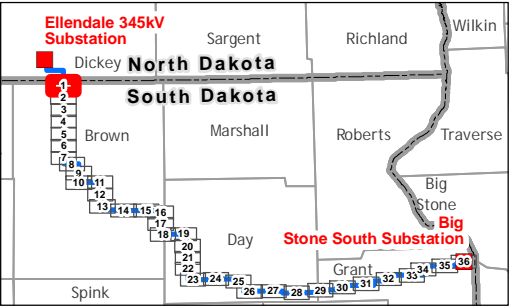 Ellendale 345kV
Substation
Wilkin
Sargent
Richland
Dickey
North Dakota
South Dakota
1
2
3
4
5
6
7
8
9
10
11
12
13
14
15
16
17
18
19
20
21
22
23
24
25
26
27
28
29
30
31
32
33
34
35
36
Brown
Marshall
Roberts
Traverse
Big
Stone
Day
Big
Stone South Substation
Grant
Spink